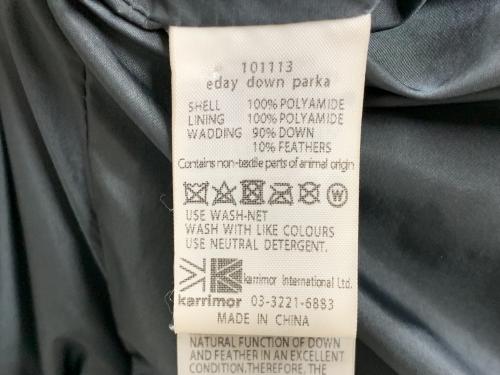 101113
eday down parka
SHELL 100% POLYAMIDE
LINING 100% POLYAMIDE
WADDING 90% DOWN
10% FEATHERS
Contains non-textile parts of animal origin
W
USE WASH-NET
WASH WITH LIKE COLOURS
USE NEUTRAL DETERGENT.
karrimor International Ltd.
karrimor 03-3221-6883
MADE IN CHINA
NATURAL FUNCTION OF DOWN
AND FEATHER IN AN EXCELLENT
CONDITION.THEREFORE, THE